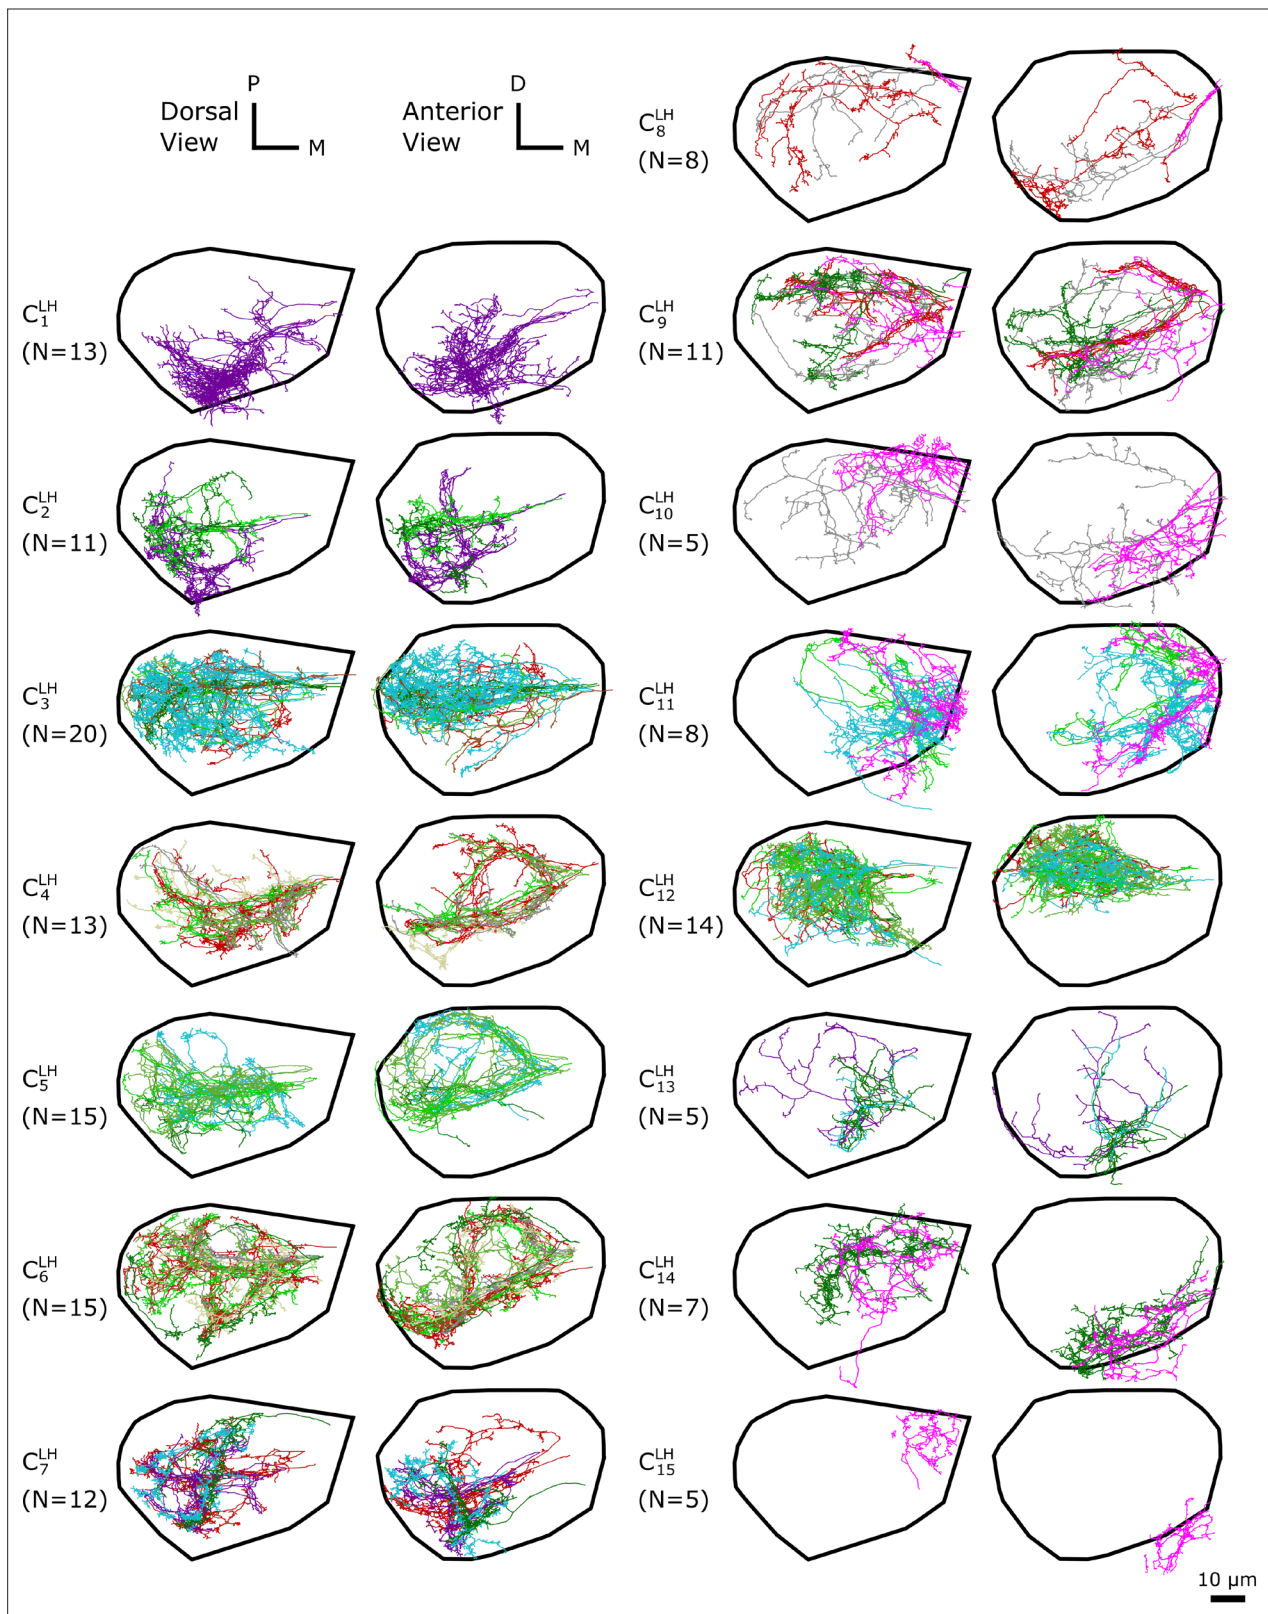 P
Dorsal
View
M
D
Anterior
View
M
C₁ᴸᴴ
(N=13)
C₂ᴸᴴ
(N=11)
C₃ᴸᴴ
(N=20)
C₄ᴸᴴ
(N=13)
C₅ᴸᴴ
(N=15)
C₆ᴸᴴ
(N=15)
C₇ᴸᴴ
(N=12)
C₈ᴸᴴ
(N=8)
C₉ᴸᴴ
(N=11)
C₁₀ᴸᴴ
(N=5)
C₁₁ᴸᴴ
(N=8)
C₁₂ᴸᴴ
(N=14)
C₁₃ᴸᴴ
(N=5)
C₁₄ᴸᴴ
(N=7)
C₁₅ᴸᴴ
(N=5)
10 µm